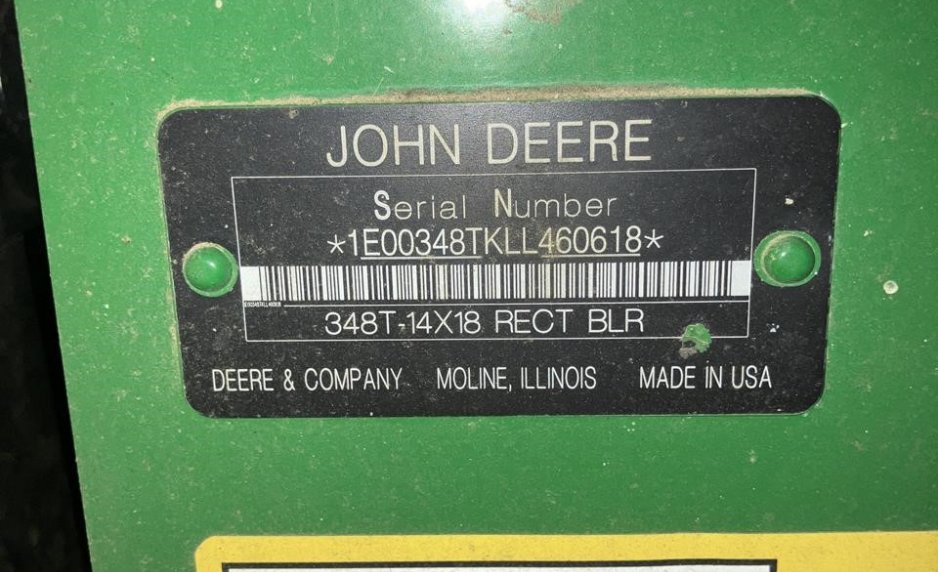 JOHN DEERE
Serial Number
*1E00348TKLL460618*
348T-14X18 RECT BLR
DEERE & COMPANY MOLINE, ILLINOIS MADE IN USA